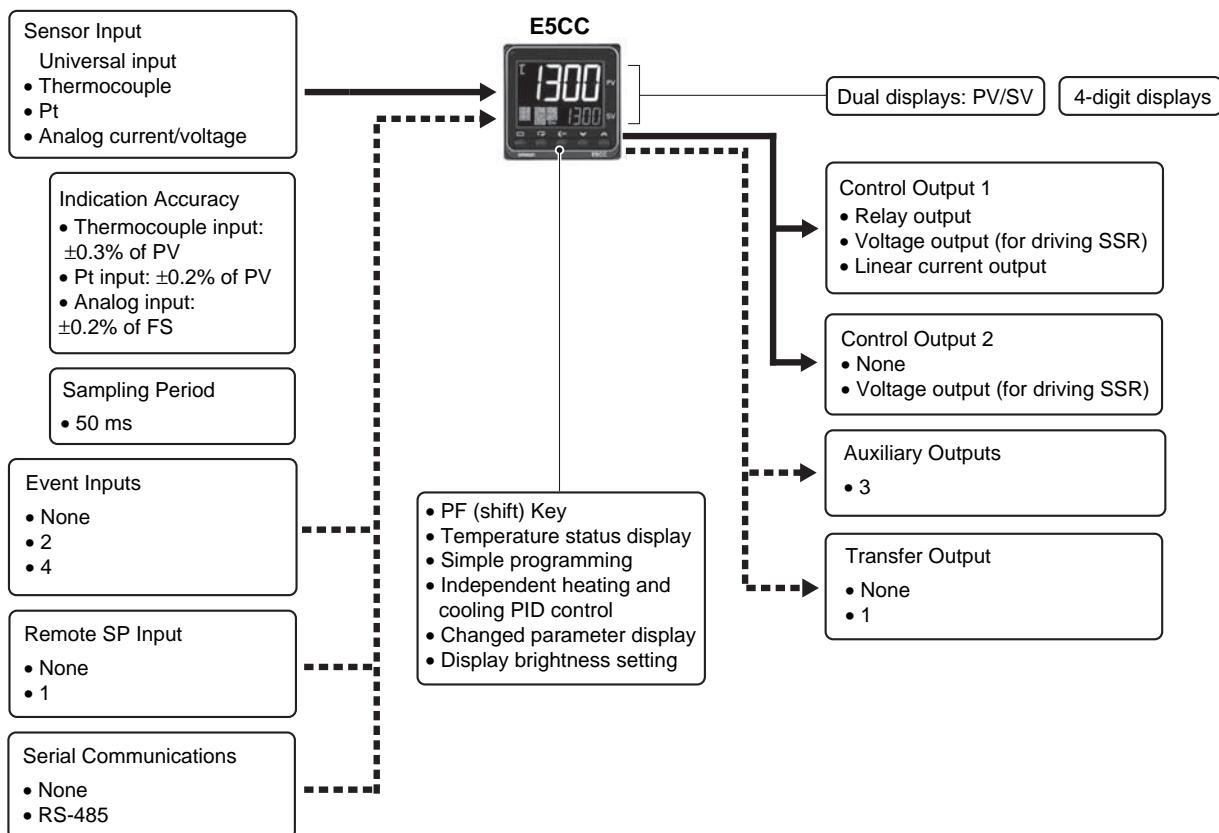 Sensor Input
Universal input
• Thermocouple
• Pt
• Analog current/voltage
Indication Accuracy
• Thermocouple input:
±0.3% of PV
• Pt input: ±0.2% of PV
• Analog input:
±0.2% of FS
Sampling Period
• 50 ms
Event Inputs
• None
• 2
• 4
Remote SP Input
• None
• 1
Serial Communications
• None
• RS-485
E5CC
1300
PV
1300
SV
OMRON
E5CC
• PF (shift) Key
• Temperature status display
• Simple programming
• Independent heating and
cooling PID control
• Changed parameter display
• Display brightness setting
Dual displays: PV/SV
4-digit displays
Control Output 1
• Relay output
• Voltage output (for driving SSR)
• Linear current output
Control Output 2
• None
• Voltage output (for driving SSR)
Auxiliary Outputs
• 3
Transfer Output
• None
• 1